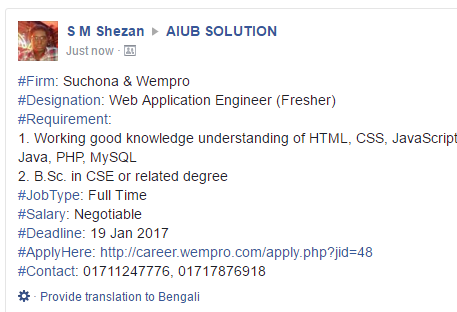 S M Shezan AIUB SOLUTION
Just now ·
#Firm: Suchona & Wempro
#Designation: Web Application Engineer (Fresher)
#Requirement:
1. Working good knowledge understanding of HTML, CSS, JavaScript
Java, PHP, MySQL
2. B.Sc. in CSE or related degree
#JobType: Full Time
#Salary: Negotiable
#Deadline: 19 Jan 2017
#ApplyHere: http://career.wempro.com/apply.php?jid=48
#Contact: 01711247776, 01717876918
· Provide translation to Bengali